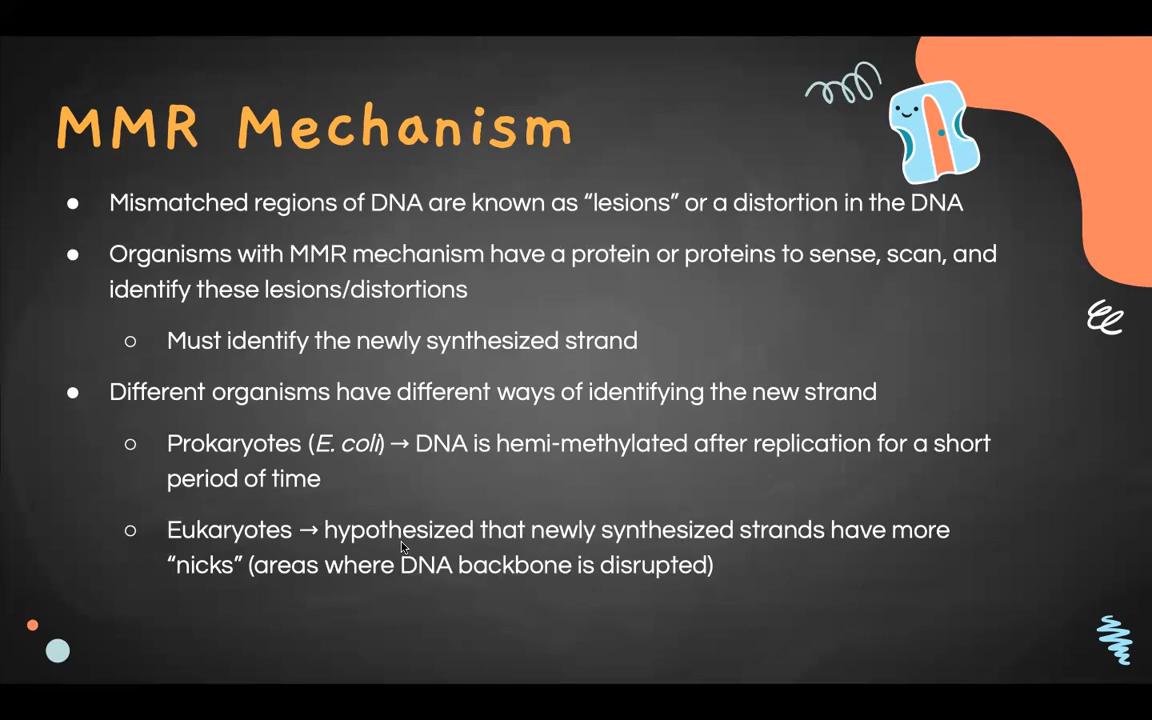 MMR Mechanism
● Mismatched regions of DNA are known as “lesions” or a distortion in the DNA
● Organisms with MMR mechanism have a protein or proteins to sense, scan, and
identify these lesions/distortions
○ Must identify the newly synthesized strand
● Different organisms have different ways of identifying the new strand
○ Prokaryotes (E. coli) → DNA is hemi-methylated after replication for a short
period of time
○ Eukaryotes → hypothesized that newly synthesized strands have more
“nicks” (areas where DNA backbone is disrupted)